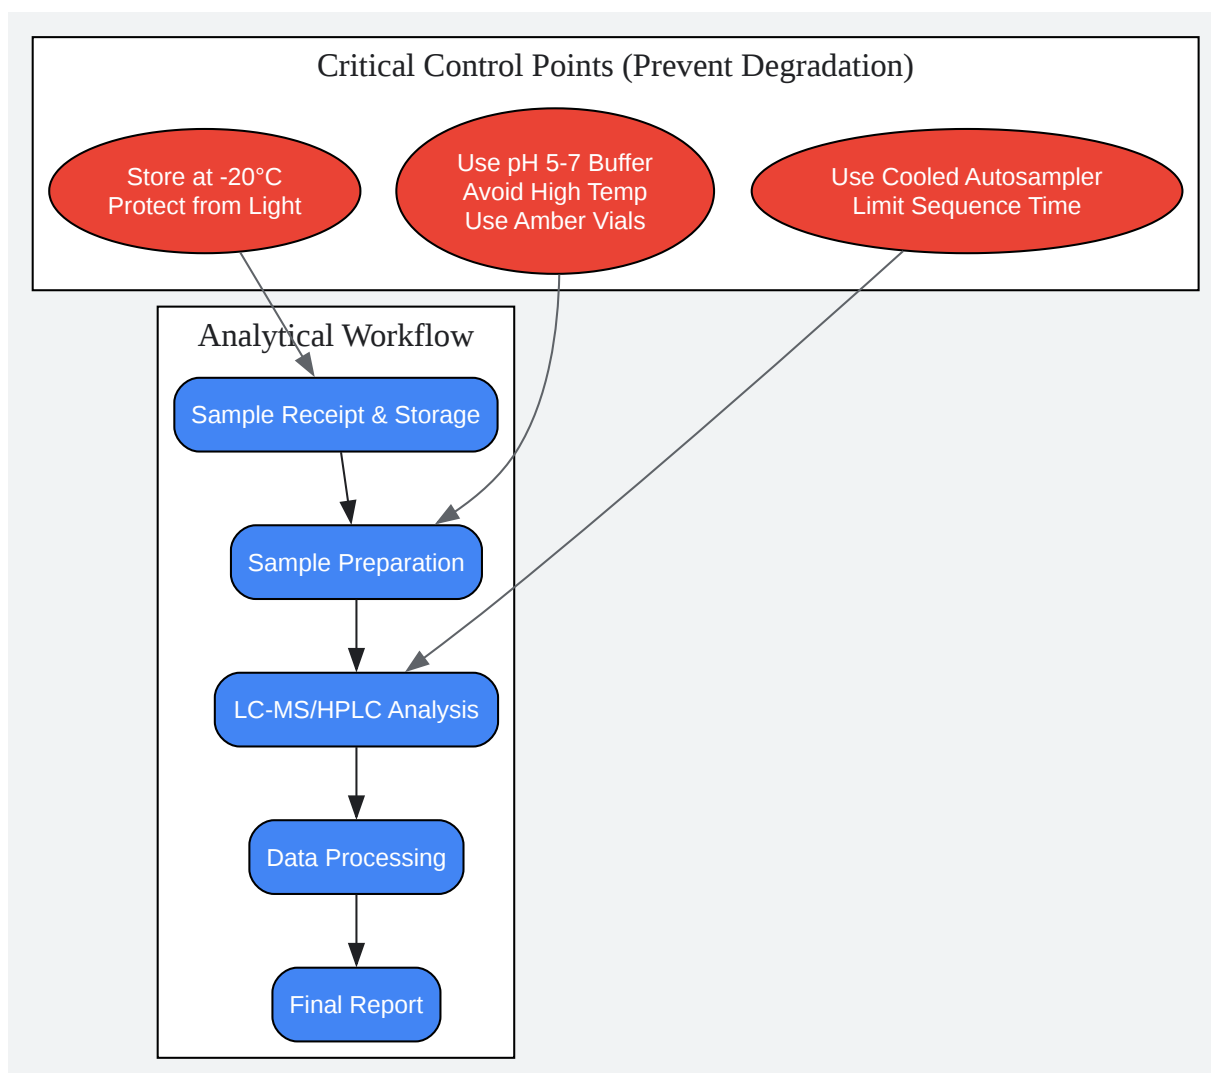 Critical Control Points (Prevent Degradation)
Store at -20°C
Protect from Light
Use pH 5-7 Buffer
Avoid High Temp
Use Amber Vials
Use Cooled Autosampler
Limit Sequence Time
Analytical Workflow
Sample Receipt & Storage
Sample Preparation
LC-MS/HPLC Analysis
Data Processing
Final Report